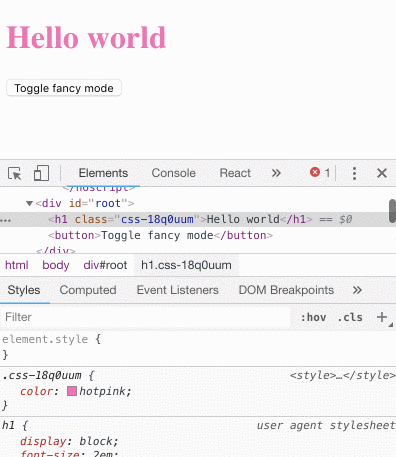 Hello world
Toggle fancy mode
Elements Console React » 1
</noscript>
▼<div id="root">
…<h1 class="css-18q0uum">Hello world</h1> == $0
<button>Toggle fancy mode</button>
</div>
html body div#root h1.css-18q0uum
Styles Computed Event Listeners DOM Breakpoints »
Filter :hov .cls +
element.style {
}
.css-18q0uum { <style>…</style>
color: hotpink;
}
h1 { user agent stylesheet
display: block;
font-size: 2em;